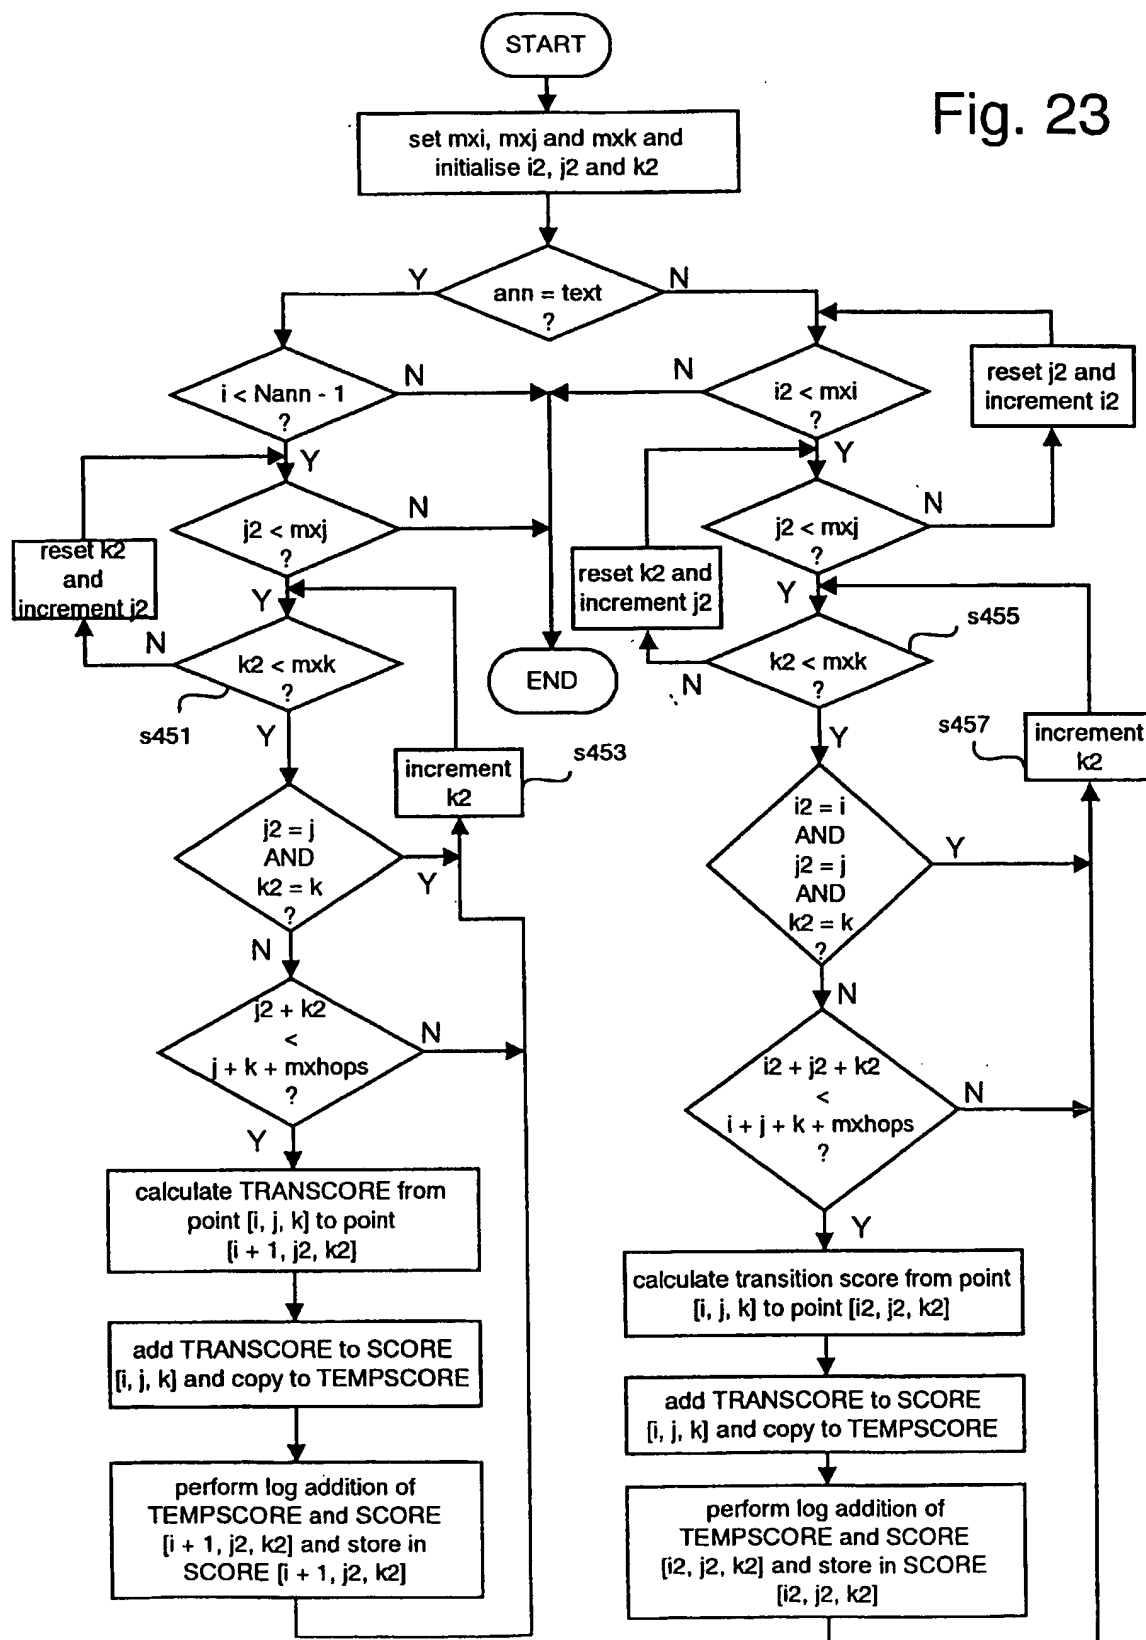 START
Fig. 23
set mxi, mxj and mxk and
initialise i2, j2 and k2
Y
ann = text
?
N
i < Nann - 1
?
N
Y
N
i2 < mxi
?
Y
reset j2 and
increment i2
j2 < mxj
?
N
Y
reset k2
and
increment j2
N
k2 < mxk
?
s451
Y
END
j2 < mxj
?
N
Y
reset k2 and
increment j2
N
k2 < mxk
?
s455
Y
increment
k2
s453
s457
increment
k2
j2 = j
AND
k2 = k
?
Y
N
i2 = i
AND
j2 = j
AND
k2 = k
?
Y
N
j2 + k2
<
j + k + mxhops
?
N
Y
i2 + j2 + k2
<
i + j + k + mxhops
?
N
Y
calculate TRANSCORE from
point [i, j, k] to point
[i + 1, j2, k2]
add TRANSCORE to SCORE
[i, j, k] and copy to TEMPSCORE
perform log addition of
TEMPSCORE and SCORE
[i + 1, j2, k2] and store in
SCORE [i + 1, j2, k2]
calculate transition score from point
[i, j, k] to point [i2, j2, k2]
add TRANSCORE to SCORE
[i, j, k] and copy to TEMPSCORE
perform log addition of
TEMPSCORE and SCORE
[i2, j2, k2] and store in SCORE
[i2, j2, k2]